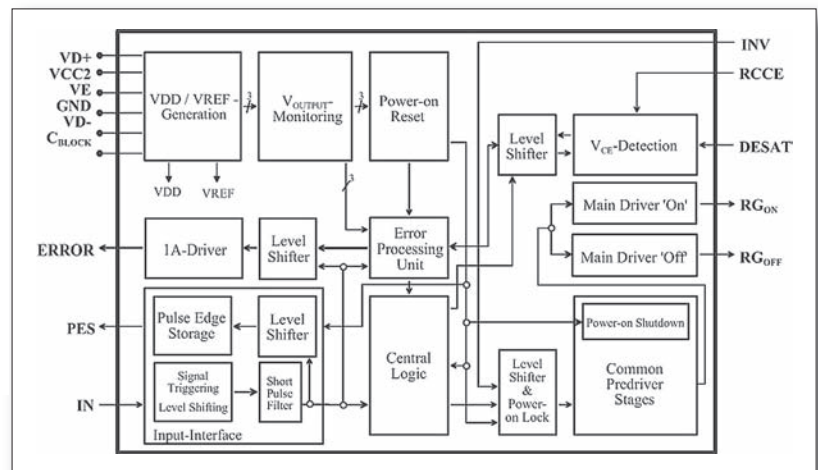 VD+
VCC2
VE
GND
VD-
CBLOCK
VDD / VREF -
Generation
3
VOUTPUT-
Monitoring
3
Power-on
Reset
VDD
VREF
3
INV
RCCE
DESAT
Level
Shifter
VCE-Detection
Main Driver 'On'
RGON
Main Driver 'Off'
RGOFF
ERROR
1A-Driver
Level
Shifter
Error
Processing
Unit
PES
Pulse Edge
Storage
Level
Shifter
IN
Signal
Triggering
Level Shifting
Short
Pulse
Filter
Input-Interface
Central
Logic
Level
Shifter
&
Power-
on Lock
Power-on Shutdown
Common
Predriver
Stages